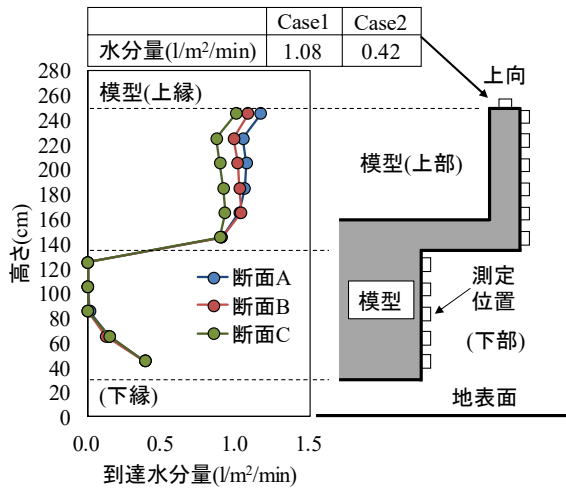 Case1 Case2
水分量(l/m²/min) 1.08 0.42
280
260
240
220
200
180
160
140
120
100
80
60
40
20
0
高さ(cm)
模型(上縁)
断面A
断面B
断面C
(下縁)
0.0 0.5 1.0 1.5
到達水分量(l/m²/min)
上向
模型(上部)
模型
測定
位置
(下部)
地表面